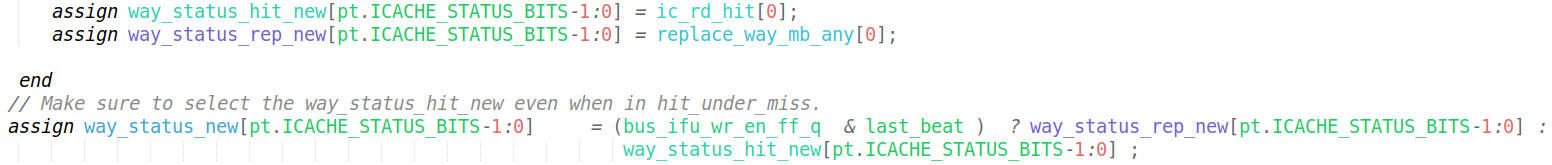 assign way_status_hit_new[pt.ICACHE_STATUS_BITS-1:0] = ic_rd_hit[0];
assign way_status_rep_new[pt.ICACHE_STATUS_BITS-1:0] = replace_way_mb_any[0];
end
// Make sure to select the way_status_hit_new even when in hit_under_miss.
assign way_status_new[pt.ICACHE_STATUS_BITS-1:0] = (bus_ifu_wr_en_ff_q & last_beat ) ? way_status_rep_new[pt.ICACHE_STATUS_BITS-1:0] :
way_status_hit_new[pt.ICACHE_STATUS_BITS-1:0] ;